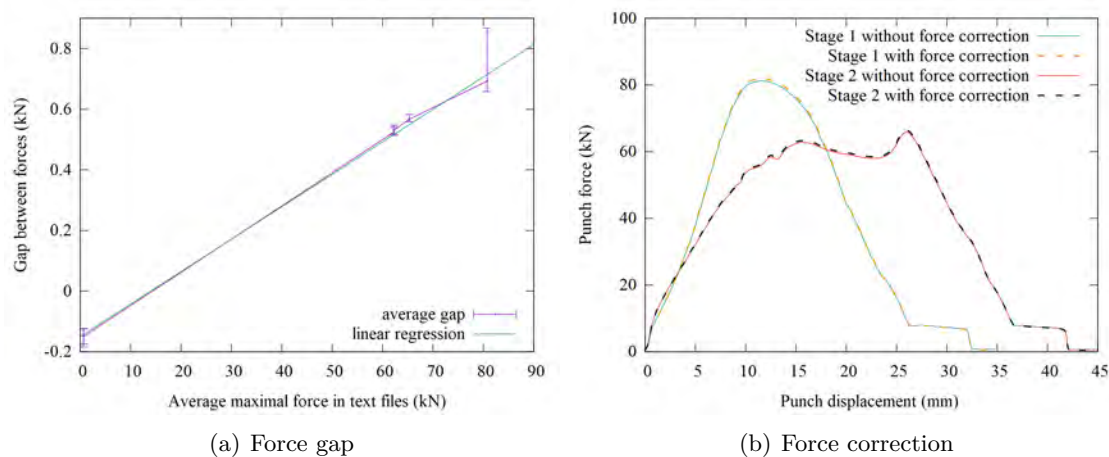 0.8
0.6
0.4
0.2
0
-0.2
Gap between forces (kN)
0 10 20 30 40 50 60 70 80 90
Average maximal force in text files (kN)
average gap
linear regression
(a) Force gap
100
80
60
40
20
0
Punch force (kN)
Stage 1 without force correction
Stage 1 with force correction
Stage 2 without force correction
Stage 2 with force correction
0 5 10 15 20 25 30 35 40 45
Punch displacement (mm)
(b) Force correction